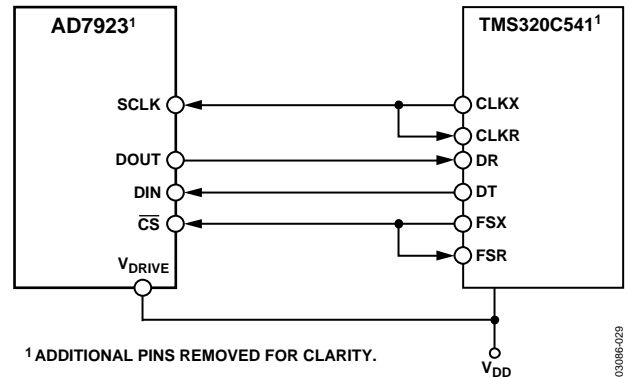 AD7923¹
TMS320C541¹
SCLK
CLKX
CLKR
DOUT
DR
DIN
DT
CS
FSX
FSR
VDRIVE
¹ ADDITIONAL PINS REMOVED FOR CLARITY.
VDD
03086-029